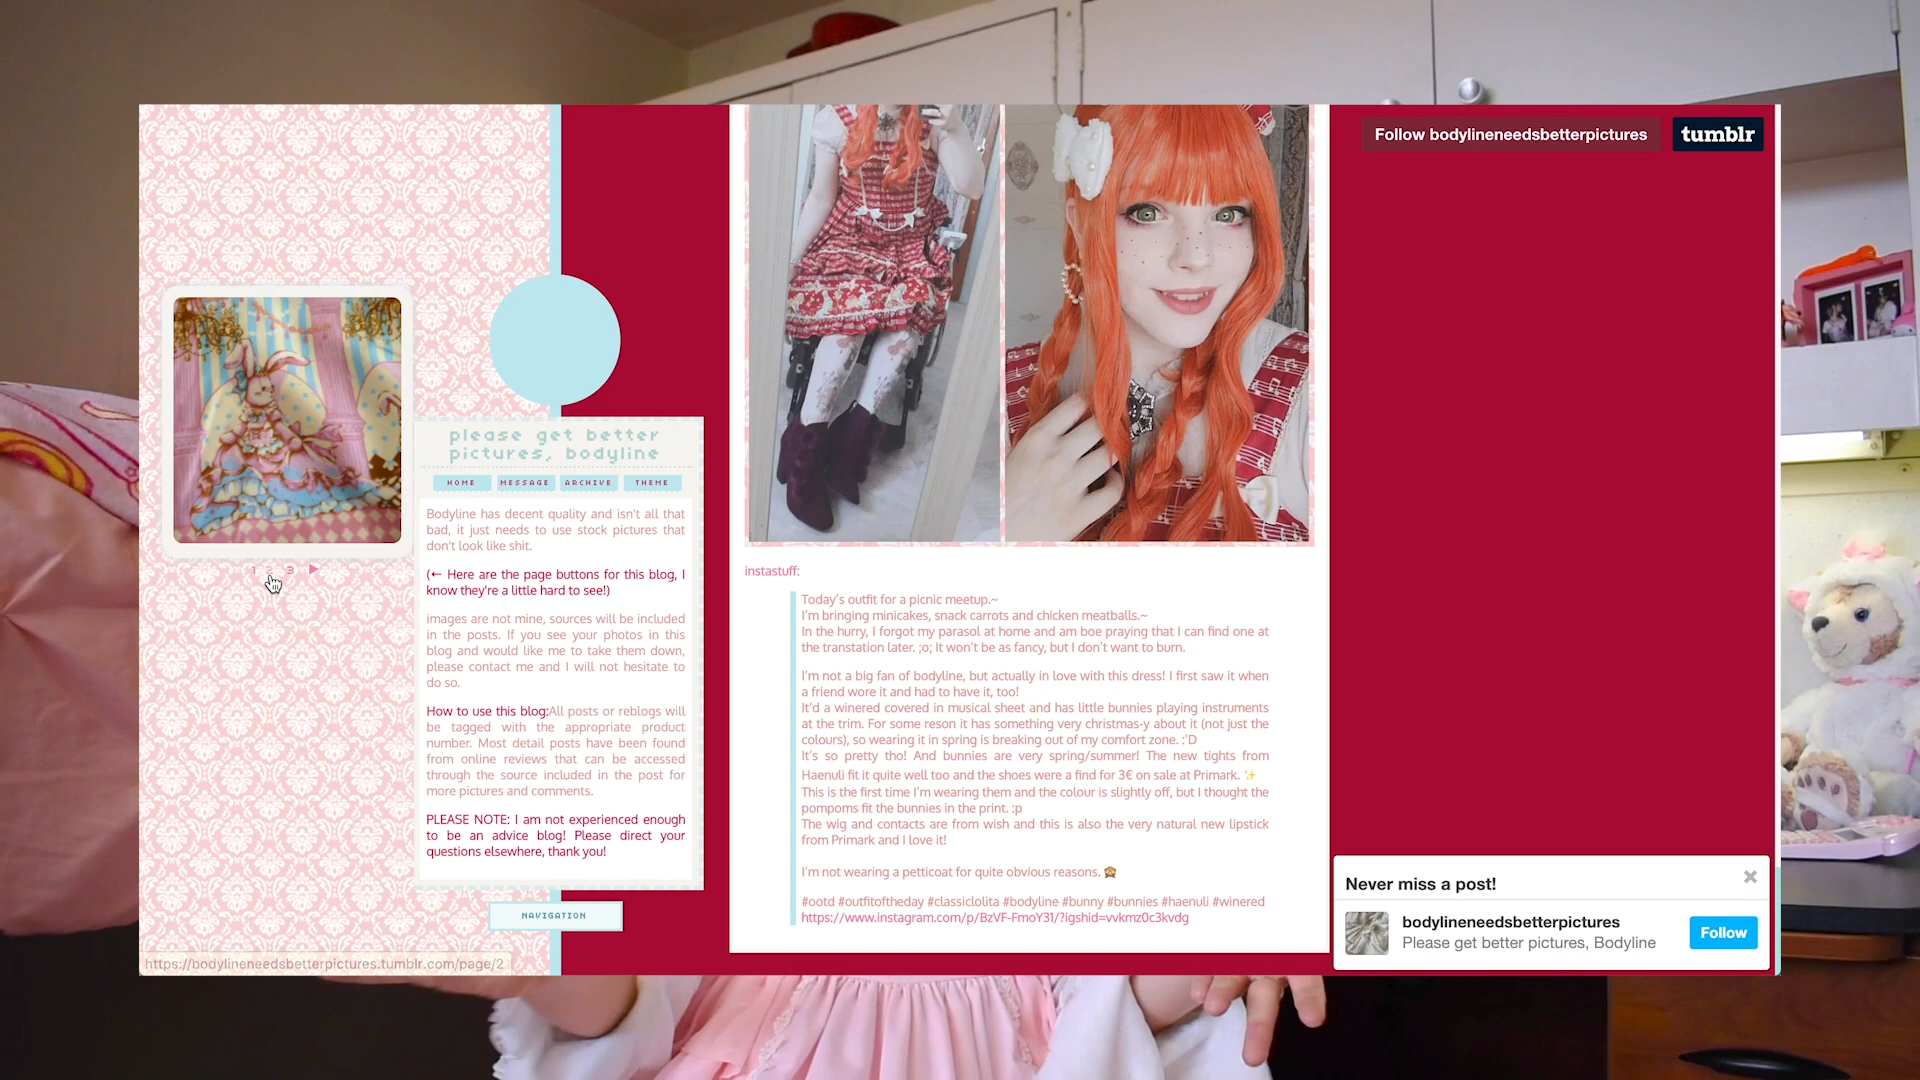 Follow bodylineneedsbetterpictures
tumblr
please get better
pictures, bodyline
HOME
MESSAGE
ARCHIVE
THEME
Bodyline has decent quality and isn't all that
bad, it just needs to use stock pictures that
don't look like shit.
(← Here are the page buttons for this blog, I
know they're a little hard to see!)
images are not mine, sources will be included
in the posts. If you see your photos in this
blog and would like me to take them down,
please contact me and I will not hesitate to
do so.
How to use this blog:All posts or reblogs will
be tagged with the appropriate product
number. Most detail posts have been found
from online reviews that can be accessed
through the source included in the post for
more pictures and comments.
PLEASE NOTE: I am not experienced enough
to be an advice blog! Please direct your
questions elsewhere, thank you!
NAVIGATION
1 2 3
https://bodylineneedsbetterpictures.tumblr.com/page/2
instastuff:
Today's outfit for a picnic meetup.~
I'm bringing minicakes, snack carrots and chicken meatballs.~
In the hurry, I forgot my parasol at home and am boe praying that I can find one at
the transtation later. ;o; It won't be as fancy, but I don't want to burn.
I'm not a big fan of bodyline, but actually in love with this dress! I first saw it when
a friend wore it and had to have it, too!
It'd a winered covered in musical sheet and has little bunnies playing instruments
at the trim. For some reson it has something very christmas-y about it (not just the
colours), so wearing it in spring is breaking out of my comfort zone. :'D
It's so pretty tho! And bunnies are very spring/summer! The new tights from
Haenuli fit it quite well too and the shoes were a find for 3€ on sale at Primark. ✨
This is the first time I'm wearing them and the colour is slightly off, but I thought the
pompoms fit the bunnies in the print. :p
The wig and contacts are from wish and this is also the very natural new lipstick
from Primark and I love it!
I'm not wearing a petticoat for quite obvious reasons. 🙊
#ootd #outfitoftheday #classiclolita #bodyline #bunny #bunnies #haenuli #winered
https://www.instagram.com/p/BzVF-FmoY31/?igshid=vvkmz0c3kvdg
Never miss a post!
bodylineneedsbetterpictures
Please get better pictures, Bodyline
Follow